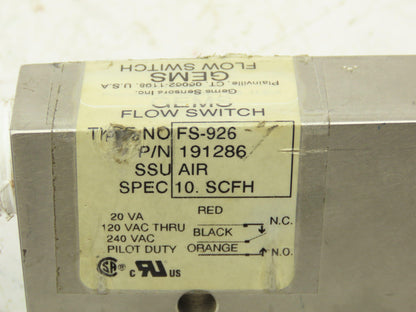 Plainville, CT. 06062-1198, U.S.A
Gems Sensors Inc.
GEMS
FLOW SWITCH
FLOW SWITCH
NO FS-926
P/N 191286
SSU AIR
SPEC 10. SCFH
RED
20 VA
120 VAC THRU
240 VAC
PILOT DUTY
BLACK
ORANGE
N.C.
N.O.
C US